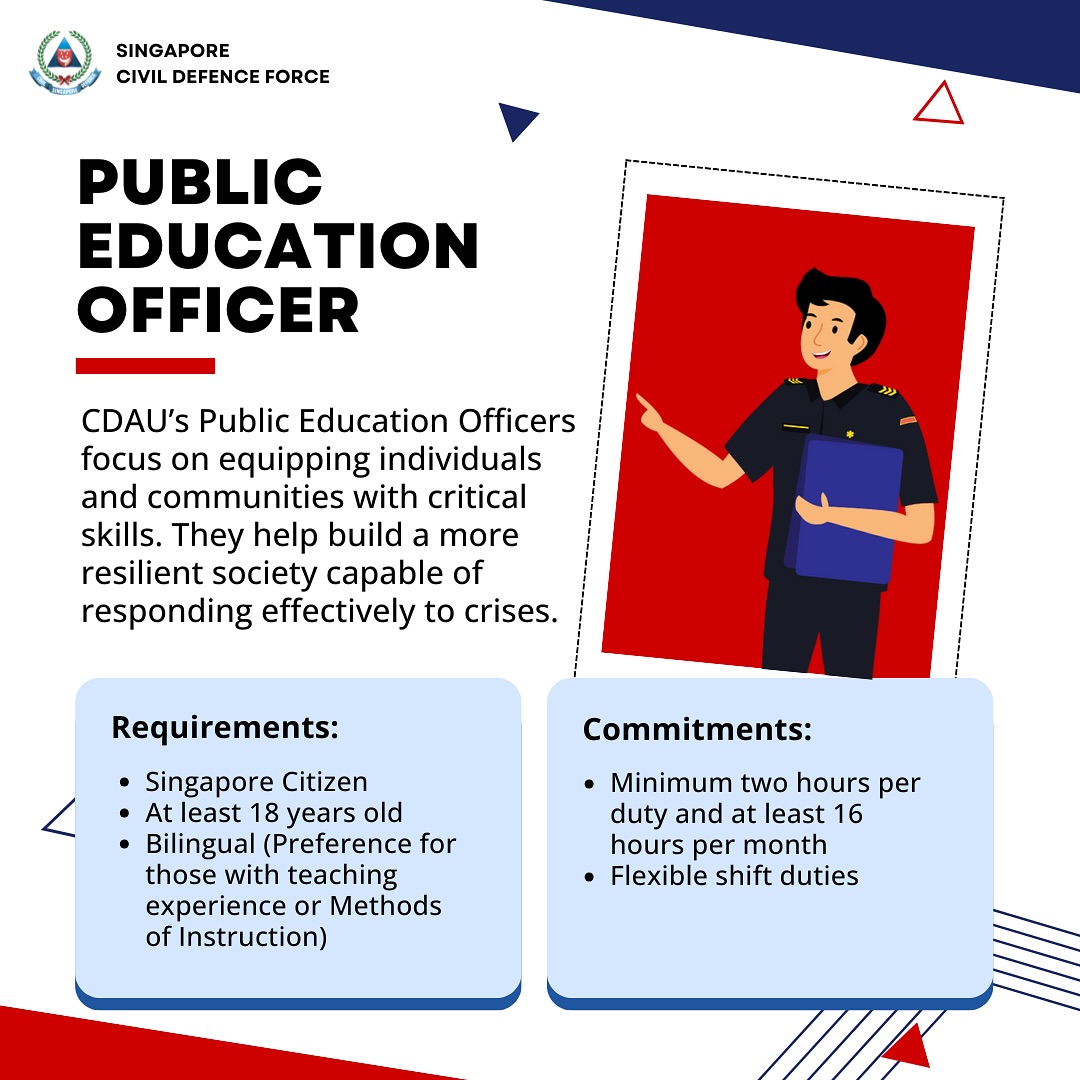 SINGAPORE
CIVIL DEFENCE FORCE
PUBLIC
EDUCATION
OFFICER
CDAU’s Public Education Officers
focus on equipping individuals
and communities with critical
skills. They help build a more
resilient society capable of
responding effectively to crises.
Requirements:
• Singapore Citizen
• At least 18 years old
• Bilingual (Preference for
those with teaching
experience or Methods
of Instruction)
Commitments:
• Minimum two hours per
duty and at least 16
hours per month
• Flexible shift duties